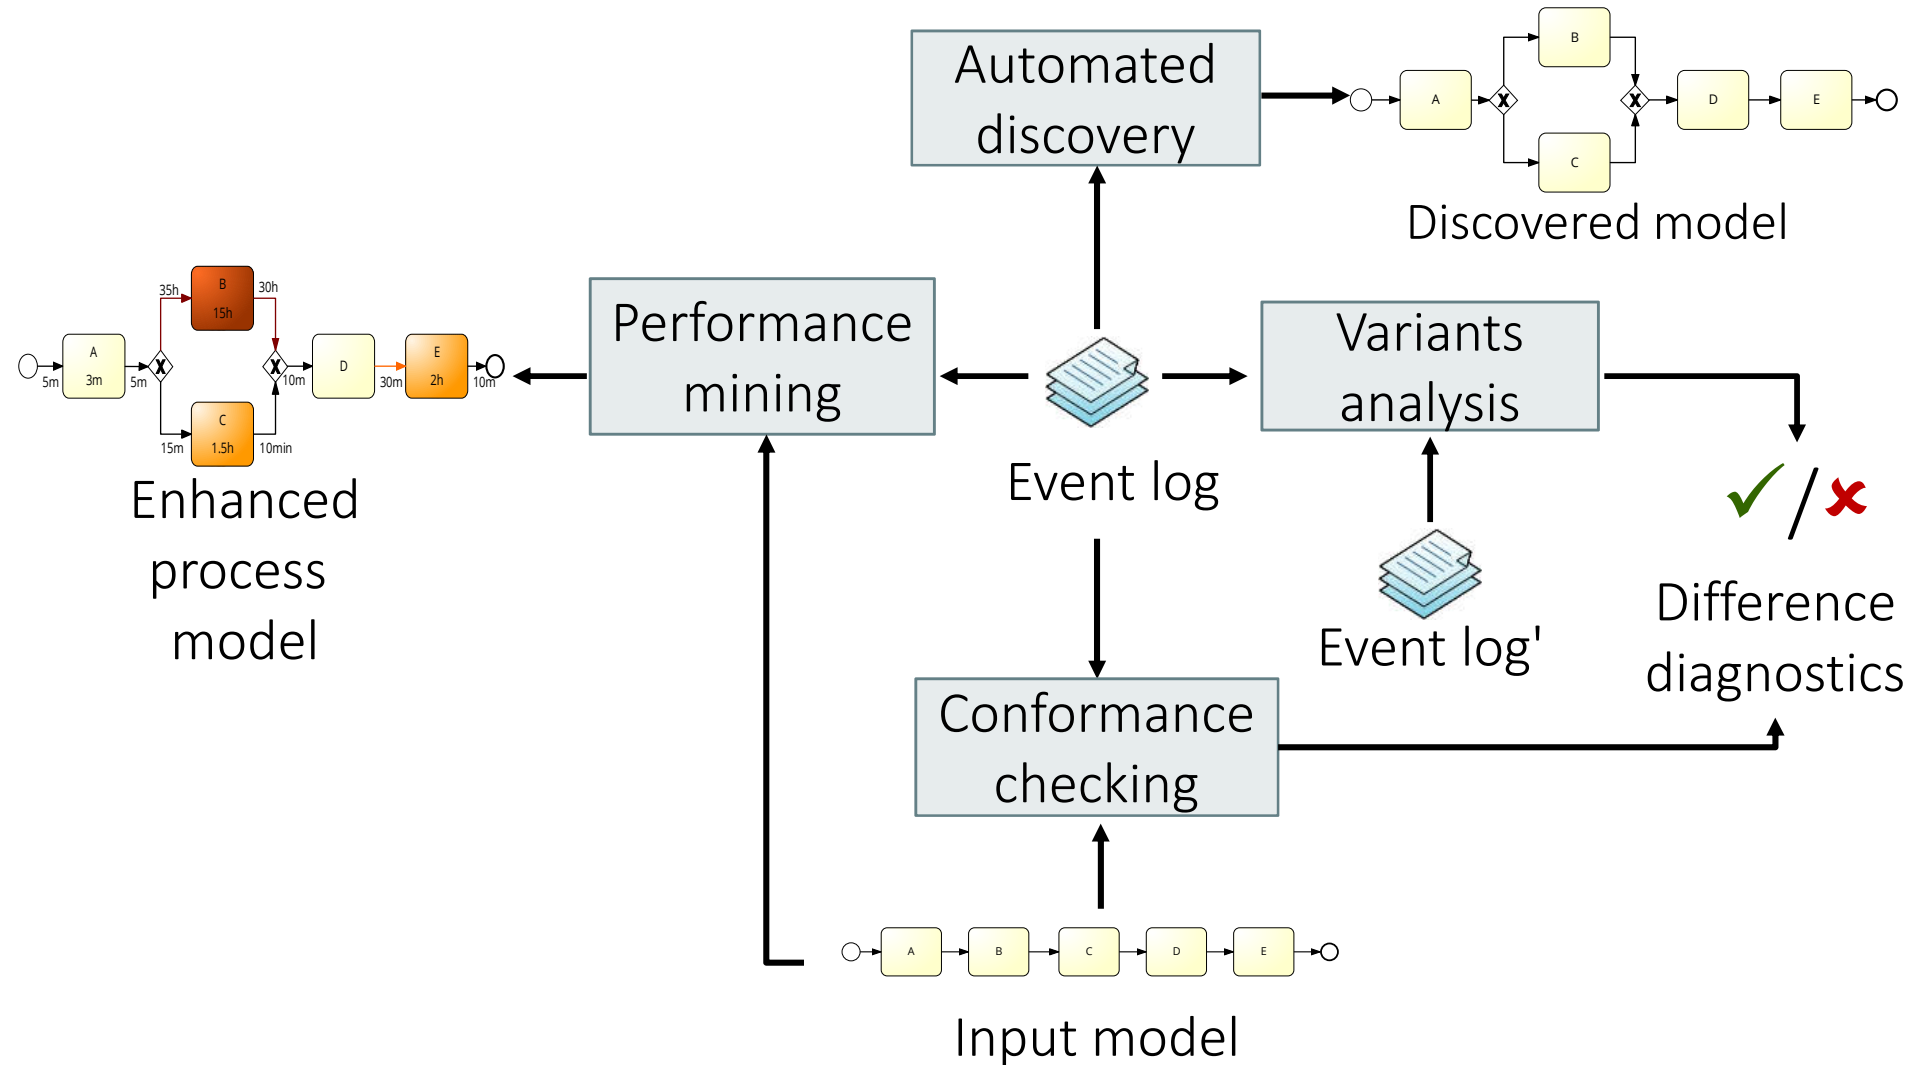 Automated
discovery
A
X
B
C
X
D
E
Discovered model
Performance
mining
Variants
analysis
35h
B
15h
30h
A
3m
5m
5m
X
X
10m
D
30m
E
2h
10m
15m
C
1.5h
10min
Enhanced
process
model
Event log
Event log'
✓/✘
Difference
diagnostics
Conformance
checking
A
B
C
D
E
Input model